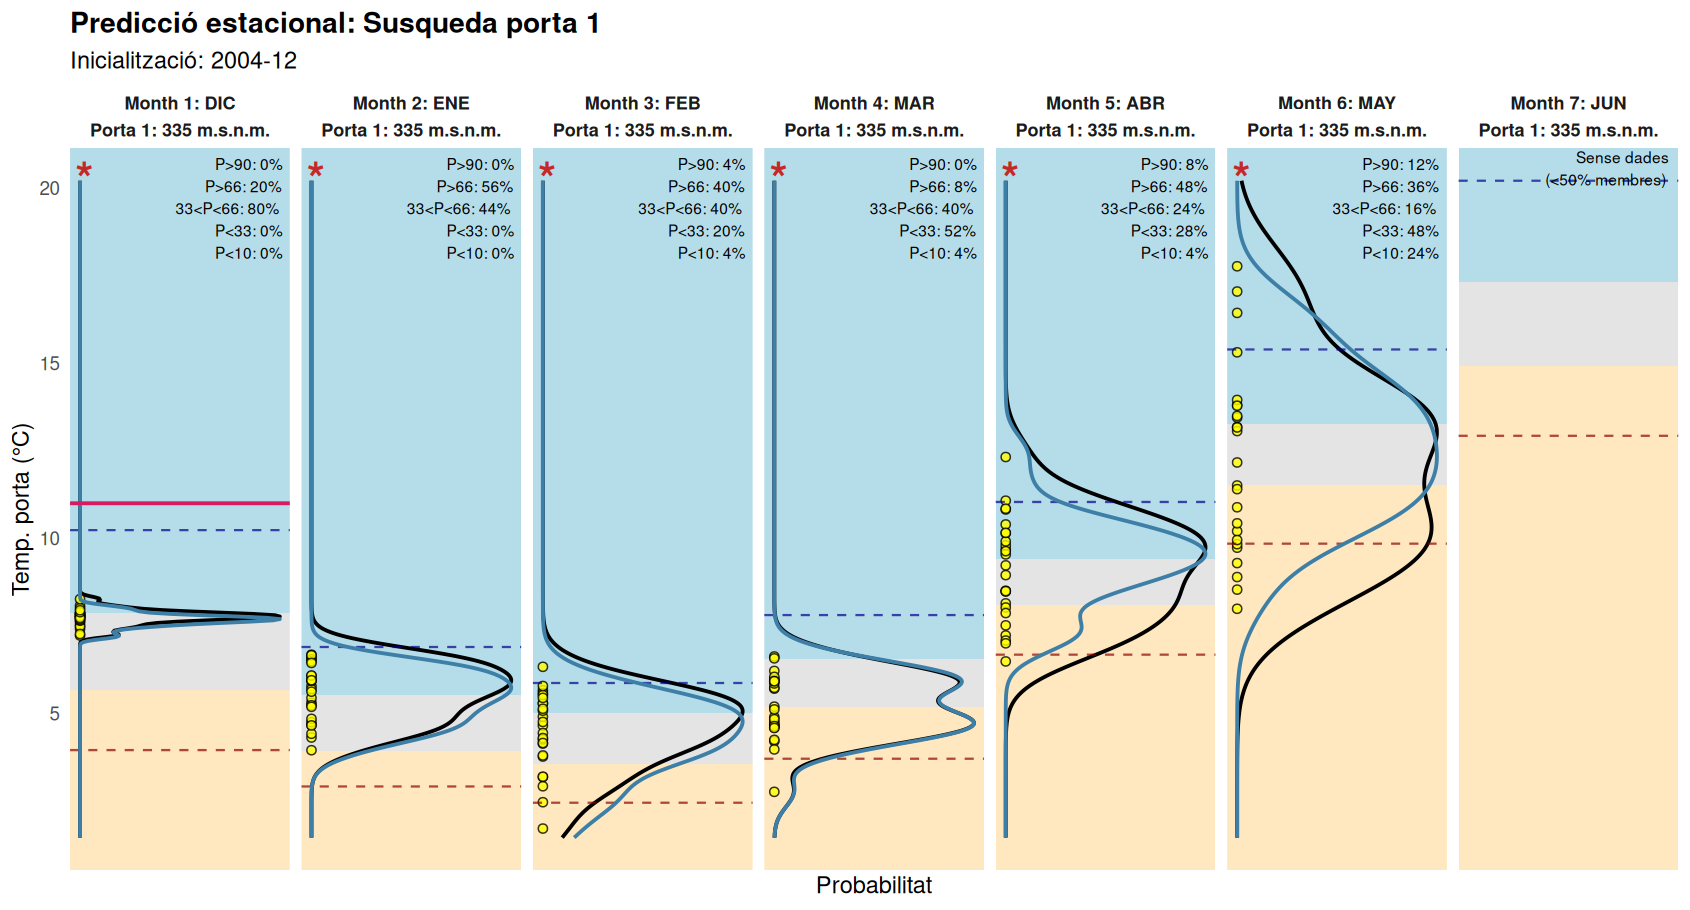 Predicció estacional: Susqueda porta 1
Inicialització: 2004-12
Month 1: DIC
Porta 1: 335 m.s.n.m.
Month 2: ENE
Porta 1: 335 m.s.n.m.
Month 3: FEB
Porta 1: 335 m.s.n.m.
Month 4: MAR
Porta 1: 335 m.s.n.m.
Month 5: ABR
Porta 1: 335 m.s.n.m.
Month 6: MAY
Porta 1: 335 m.s.n.m.
Month 7: JUN
Porta 1: 335 m.s.n.m.
*
P>90: 0%
P>66: 20%
33<P<66: 80%
P<33: 0%
P<10: 0%
*
P>90: 0%
P>66: 56%
33<P<66: 44%
P<33: 0%
P<10: 0%
*
P>90: 4%
P>66: 40%
33<P<66: 40%
P<33: 20%
P<10: 4%
*
P>90: 0%
P>66: 8%
33<P<66: 40%
P<33: 52%
P<10: 4%
*
P>90: 8%
P>66: 48%
33<P<66: 24%
P<33: 28%
P<10: 4%
*
P>90: 12%
P>66: 36%
33<P<66: 16%
P<33: 48%
P<10: 24%
Sense dades
(<50% membres)
20
15
10
5
Temp. porta (°C)
Probabilitat